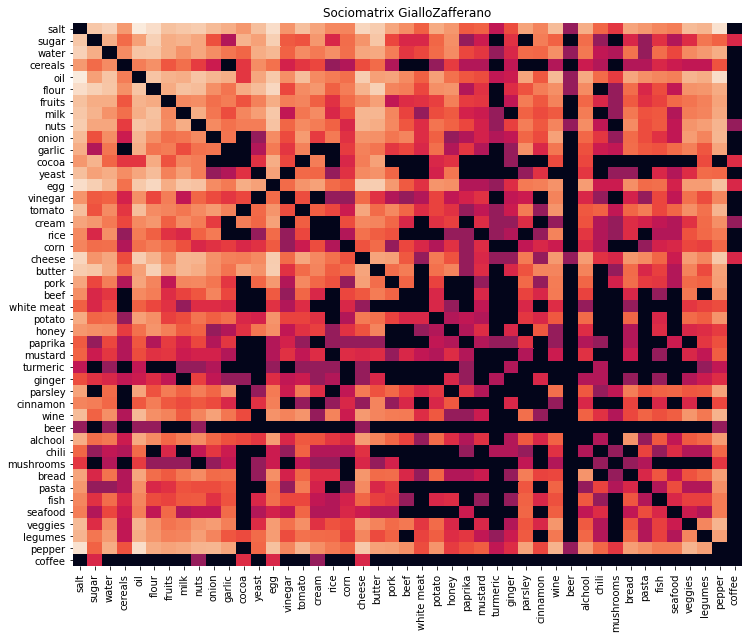 Sociomatrix GialloZafferano
salt
sugar
water
cereals
oil
flour
fruits
milk
nuts
onion
garlic
cocoa
yeast
egg
vinegar
tomato
cream
rice
corn
cheese
butter
pork
beef
white meat
potato
honey
paprika
mustard
turmeric
ginger
parsley
cinnamon
wine
beer
alchool
chili
mushrooms
bread
pasta
fish
seafood
veggies
legumes
pepper
coffee
salt
sugar
water
cereals
oil
flour
fruits
milk
nuts
onion
garlic
cocoa
yeast
egg
vinegar
tomato
cream
rice
corn
cheese
butter
pork
beef
white meat
potato
honey
paprika
mustard
turmeric
ginger
parsley
cinnamon
wine
beer
alchool
chili
mushrooms
bread
pasta
fish
seafood
veggies
legumes
pepper
coffee